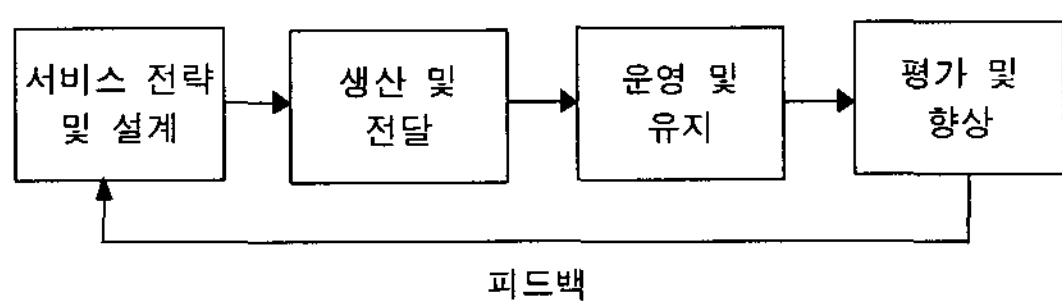 서비스 전략
및 설계
생산 및
전달
운영 및
유지
평가 및
향상
피드백